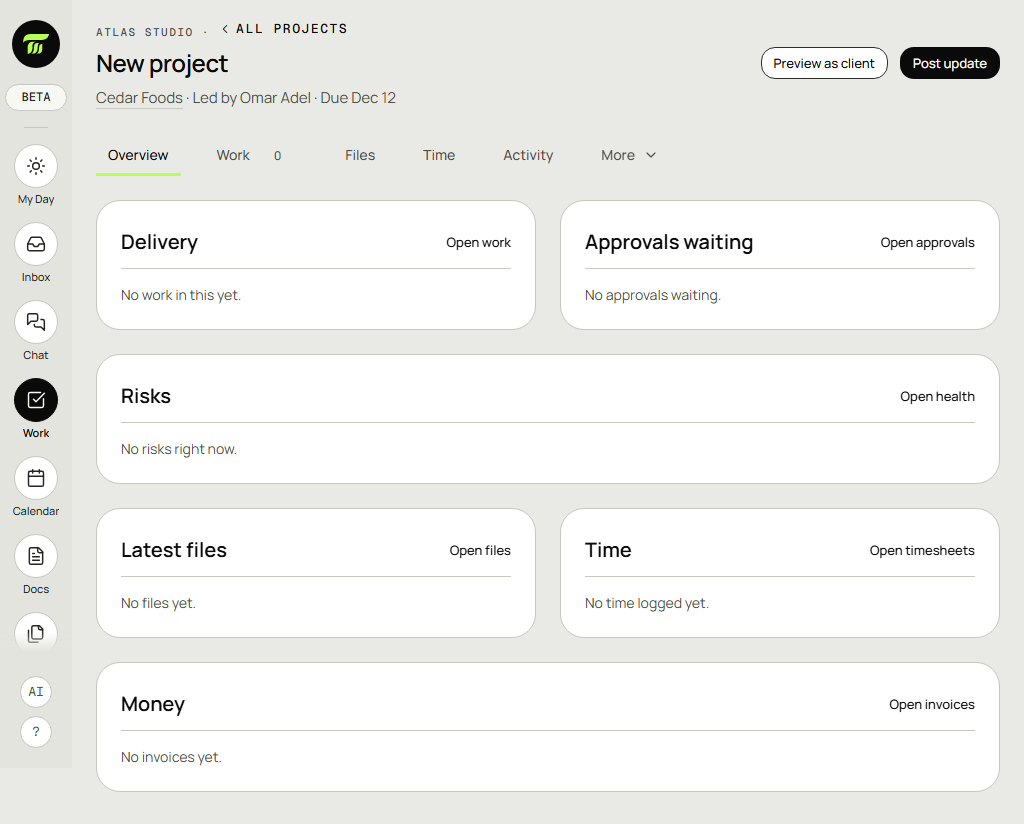 ATLAS STUDIO · ALL PROJECTS
New project
Cedar Foods · Led by Omar Adel · Due Dec 12
Preview as client
Post update
BETA
My Day
Inbox
Chat
Work
Calendar
Docs
AI
?
Overview
Work 0
Files
Time
Activity
More
Delivery
Open work
No work in this yet.
Approvals waiting
Open approvals
No approvals waiting.
Risks
Open health
No risks right now.
Latest files
Open files
No files yet.
Time
Open timesheets
No time logged yet.
Money
Open invoices
No invoices yet.